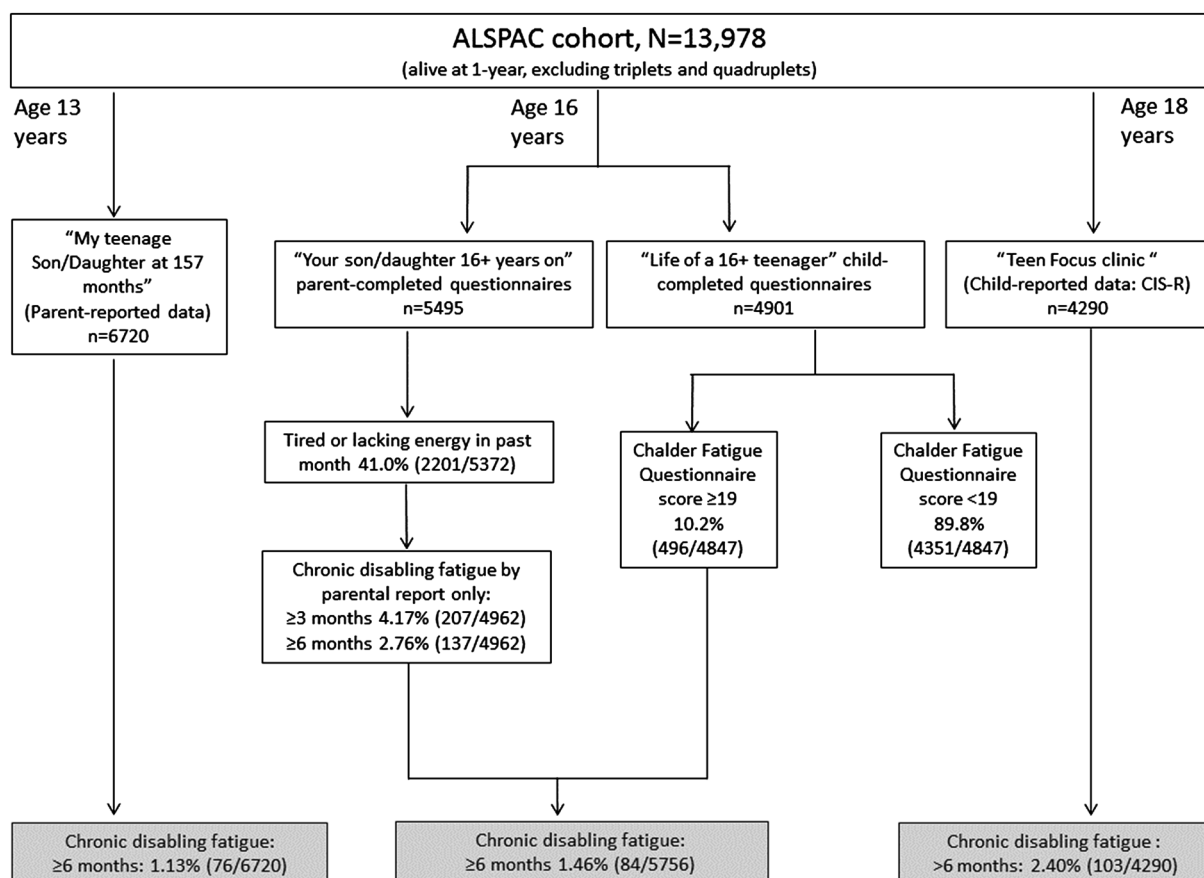 ALSPAC cohort, N=13,978
(alive at 1-year, excluding triplets and quadruplets)
Age 13
years
Age 16
years
Age 18
years
“My teenage
Son/Daughter at 157
months”
(Parent-reported data)
n=6720
“Your son/daughter 16+ years on”
parent-completed questionnaires
n=5495
“Life of a 16+ teenager” child-
completed questionnaires
n=4901
“Teen Focus clinic “
(Child-reported data: CIS-R)
n=4290
Tired or lacking energy in past
month 41.0% (2201/5372)
Chalder Fatigue
Questionnaire
score ≥19
10.2%
(496/4847)
Chalder Fatigue
Questionnaire
score <19
89.8%
(4351/4847)
Chronic disabling fatigue by
parental report only:
≥3 months 4.17% (207/4962)
≥6 months 2.76% (137/4962)
Chronic disabling fatigue:
≥6 months: 1.13% (76/6720)
Chronic disabling fatigue:
≥6 months 1.46% (84/5756)
Chronic disabling fatigue :
>6 months: 2.40% (103/4290)